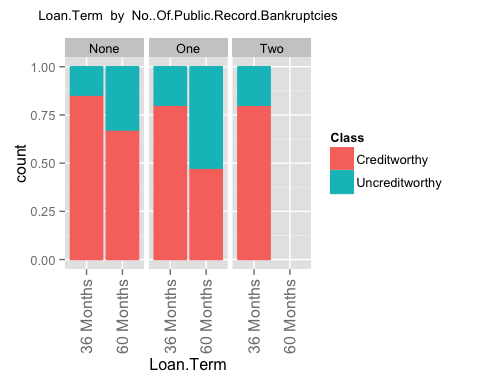 Loan.Term by No..Of.Public.Record.Bankruptcies
None One Two
1.00
0.75
0.50
0.25
0.00
count
36 Months 60 Months 36 Months 60 Months 36 Months 60 Months
Loan.Term
Class
Creditworthy
Uncreditworthy